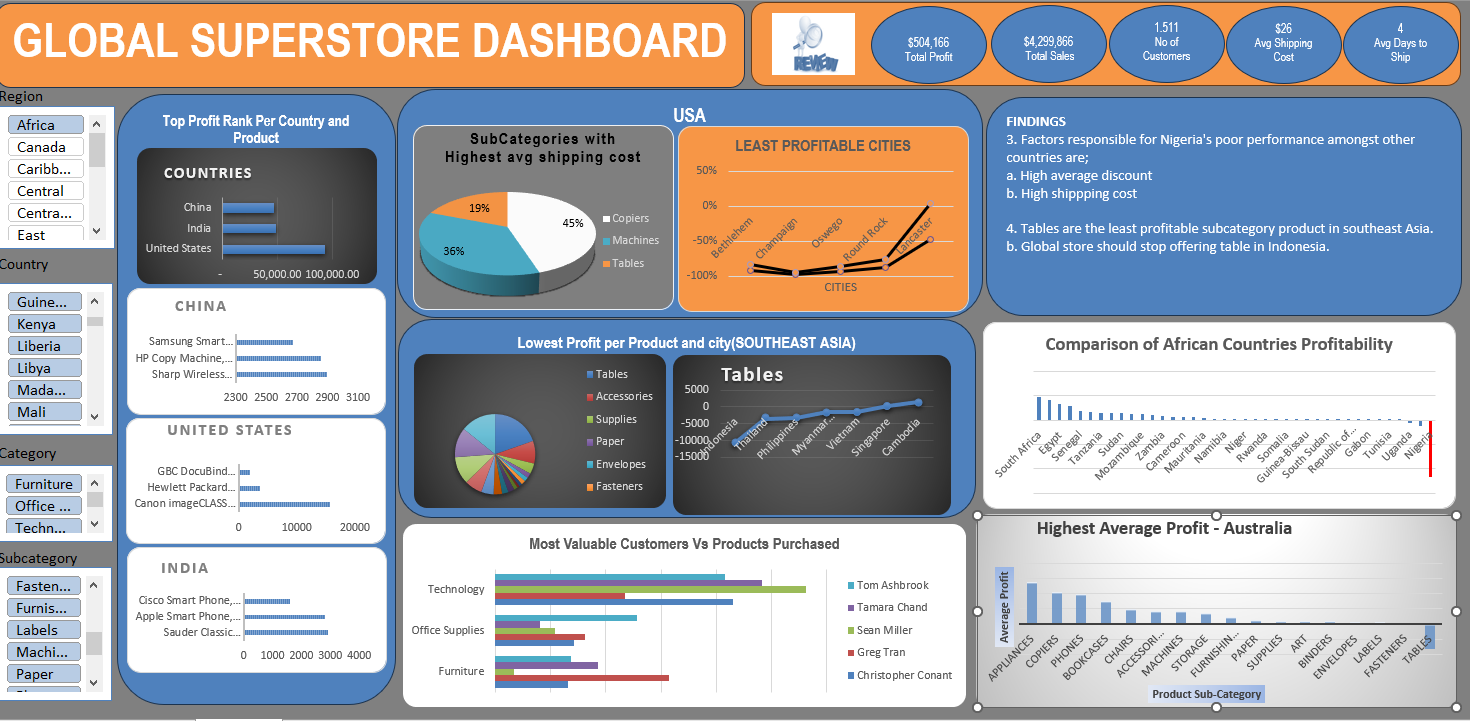 GLOBAL SUPERSTORE DASHBOARD
REVIEW
$504,166
Total Profit
$4,299,866
Total Sales
1.511
No of
Customers
$26
Avg Shipping
Cost
4
Avg Days to
Ship
Region
Africa
Canada
Caribb...
Central
Centra...
East
Country
Guine...
Kenya
Liberia
Libya
Mada...
Mali
Category
Furniture
Office ...
Techn...
Subcategory
Fasten...
Furnis...
Labels
Machi...
Paper
Top Profit Rank Per Country and
Product
COUNTRIES
China
India
United States
- 50,000.00 100,000.00
CHINA
Samsung Smart...
HP Copy Machine,...
Sharp Wireless...
2300 2500 2700 2900 3100
UNITED STATES
GBC DocuBind...
Hewlett Packard...
Canon imageCLASS...
0 10000 20000
INDIA
Cisco Smart Phone,...
Apple Smart Phone,...
Sauder Classic...
0 1000 2000 3000 4000
USA
SubCategories with
Highest avg shipping cost
19%
45%
36%
Copiers
Machines
Tables
LEAST PROFITABLE CITIES
50%
0%
-50%
-100%
Bethlehem
Champaign
Oswego
Round Rock
Lancaster
CITIES
Lowest Profit per Product and city(SOUTHEAST ASIA)
Tables
Accessories
Supplies
Paper
Envelopes
Fasteners
Tables
5000
0
-5000
-10000
-15000
Indonesia
Thailand
Philippines
Myanmar...
Vietnam
Singapore
Cambodia
Most Valuable Customers Vs Products Purchased
Technology
Office Supplies
Furniture
Tom Ashbrook
Tamara Chand
Sean Miller
Greg Tran
Christopher Conant
FINDINGS
3. Factors responsible for Nigeria's poor performance amongst other
countries are;
a. High average discount
b. High shippping cost
4. Tables are the least profitable subcategory product in southeast Asia.
b. Global store should stop offering table in Indonesia.
Comparison of African Countries Profitability
South Africa
Egypt
Senegal
Tanzania
Sudan
Mozambique
Zambia
Cameroon
Mauritania
Namibia
Niger
Rwanda
Somalia
Guinea-Bissau
South Sudan
Republic of...
Gabon
Tunisia
Uganda
Nigeria
Highest Average Profit - Australia
Average Profit
APPLIANCES
COPIERS
PHONES
BOOKCASES
CHAIRS
ACCESSORI...
MACHINES
STORAGE
FURNISHIN...
PAPER
SUPPLIES
ART
BINDERS
ENVELOPES
LABELS
FASTENERS
TABLES
Product Sub-Category